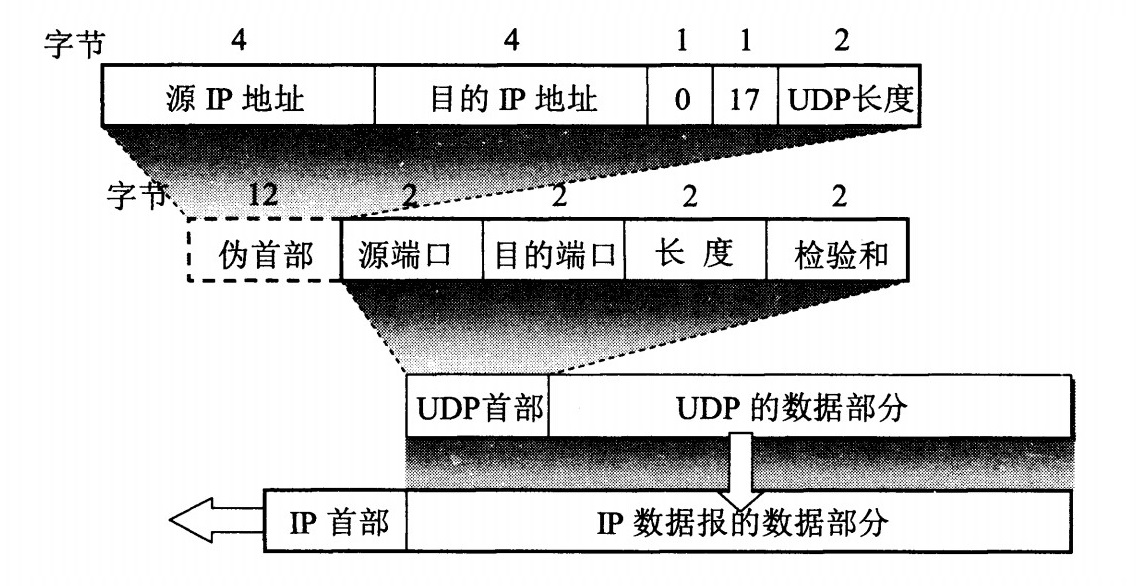 字节 4 4 1 1 2
源 IP 地址 目的 IP 地址 0 17 UDP长度
字节 12 2 2 2 2
伪首部 源端口 目的端口 长 度 检验和
UDP首部 UDP 的数据部分
IP 首部 IP 数据报的数据部分